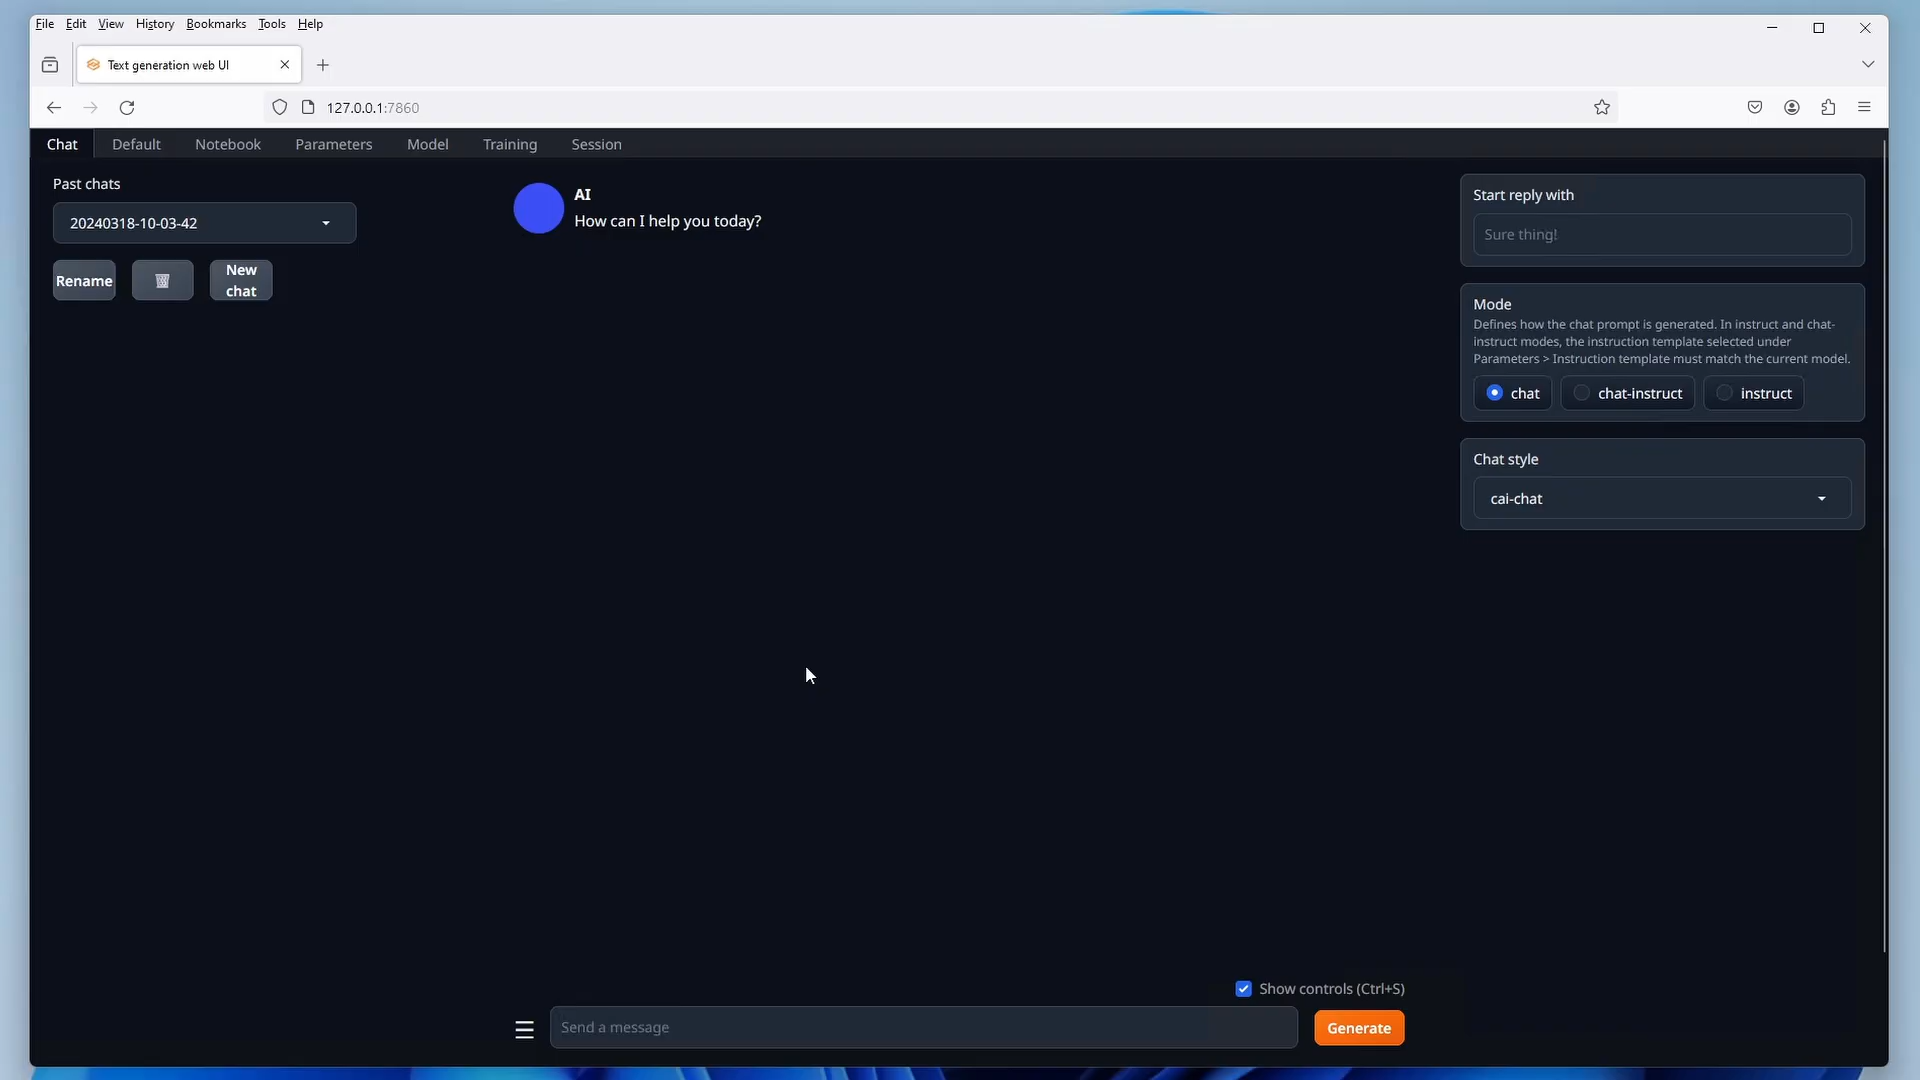 File Edit View History Bookmarks Tools Help
Text generation web UI
127.0.0.1:7860
Chat Default Notebook Parameters Model Training Session
Past chats
20240318-10-03-42
Rename
New
chat
AI
How can I help you today?
Start reply with
Sure thing!
Mode
Defines how the chat prompt is generated. In instruct and chat-
instruct modes, the instruction template selected under
Parameters > Instruction template must match the current model.
chat chat-instruct instruct
Chat style
cai-chat
Show controls (Ctrl+S)
Send a message
Generate